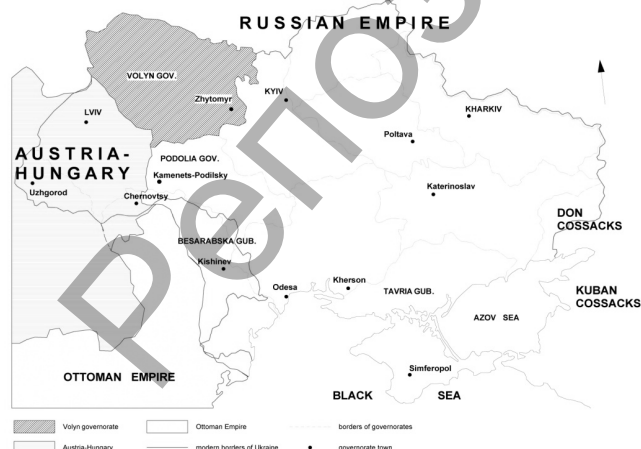 RUSSIAN EMPIRE
VOLYN GOV.
Zhytomyr
KYIV
KHARKIV
LVIV
Poltava
AUSTRIA-
HUNGARY
PODOLIA GOV.
Kamenets-Podilsky
Uzhgorod
Chernovtsy
Katerinoslav
DON
COSSACKS
BESARABSKA GUB.
Kishinev
Odesa
Kherson
TAVRIA GUB.
KUBAN
COSSACKS
AZOV SEA
OTTOMAN EMPIRE
Simferopol
BLACK SEA
Volyn governorate
Ottoman Empire
borders of governorates
Austria-Hungary
modern borders of Ukraine
governorate town